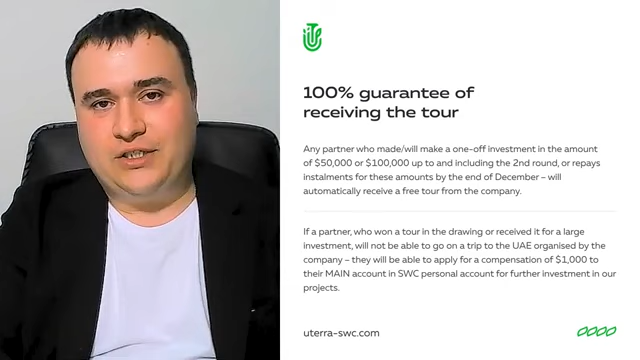 100% guarantee of
receiving the tour
Any partner who made/will make a one-off investment in the amount
of $50,000 or $100,000 up to and including the 2nd round, or repays
instalments for these amounts by the end of December – will
automatically receive a free tour from the company.
If a partner, who won a tour in the drawing or received it for a large
investment, will not be able to go on a trip to the UAE organised by the
company – they will be able to apply for a compensation of $1,000 to
their MAIN account in SWC personal account for further investment in our
projects.
uterra-swc.com